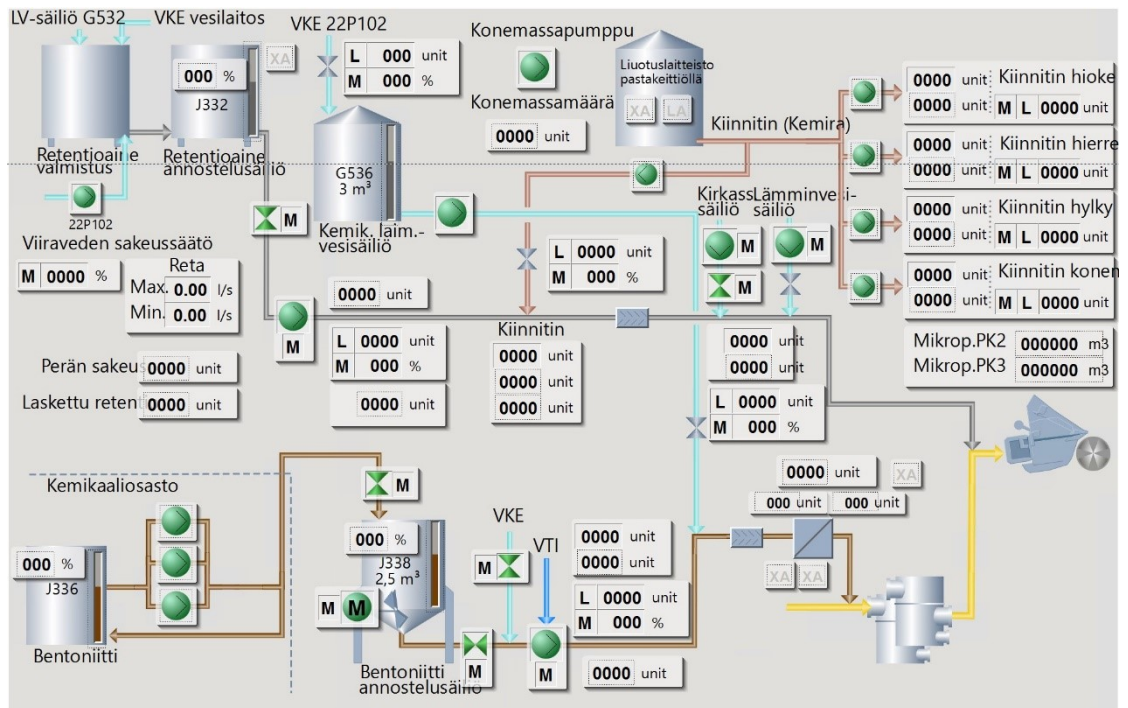 LV-säiliö G532
VKE vesilaitos
000 %
J332
XA
Retentioaine
valmistus
Retentioaine
annostelusäiliö
22P102
M
VKE 22P102
L 000 unit
M 000 %
G536
3 m³
Kemik. laim.-
vesisäiliö
Konemassapumppu
Konemassamäärä
0000 unit
Liuotuslaitteisto
pastakeittiöllä
XA LA
Kiinnitin (Kemira)
0000 unit
0000 unit
Kiinnitin hioke
M L 0000 unit
0000 unit
0000 unit
Kiinnitin hierre
M L 0000 unit
0000 unit
0000 unit
Kiinnitin hylky
M L 0000 unit
0000 unit
0000 unit
Kiinnitin konen
M L 0000 unit
Mikrop.PK2 000000 m3
Mikrop.PK3 000000 m3
Viiraveden sakeussäätö
M 0000 %
Reta
Max. 0.00 l/s
Min. 0.00 l/s
Perän sakeus 0000 unit
Laskettu retent 0000 unit
M
0000 unit
L 0000 unit
M 000 %
0000 unit
L 0000 unit
M 000 %
Kiinnitin
0000 unit
0000 unit
0000 unit
Kirkass
säiliö
Lämminvesi-
säiliö
M
M
M
0000 unit
0000 unit
L 0000 unit
M 000 %
0000 unit
XA
000 unit
000 unit
XA XA
Kemikaaliosasto
000 %
J336
Bentoniitti
M
000 %
J338
2,5 m³
M M
Bentoniitti
annostelusäiliö
M
VKE
M
VTI
M
0000 unit
0000 unit
L 0000 unit
M 000 %
0000 unit